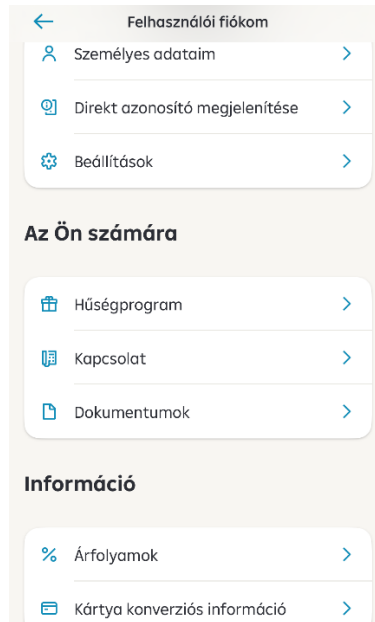 Felhasználói fiókom
Személyes adataim
Direkt azonosító megjelenítése
Beállítások
Az Ön számára
Hűségprogram
Kapcsolat
Dokumentumok
Információ
Árfolyamok
Kártya konverziós információ